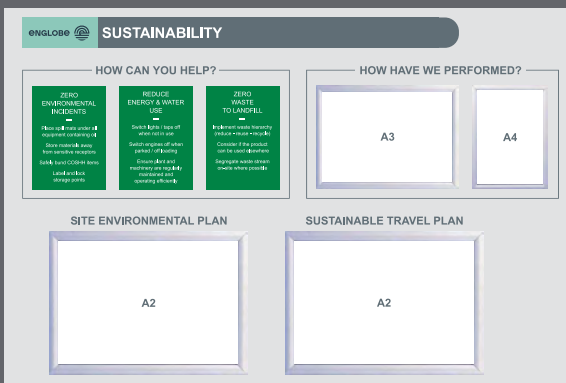 ENGLOBE
SUSTAINABILITY
HOW CAN YOU HELP?
ZERO
ENVIRONMENTAL
INCIDENTS
Place spill mats under all
equipment containing oil
Store materials away
from sensitive receptors
Safely bund COSHH items
Label and lock
storage points
REDUCE
ENERGY & WATER
USE
Switch lights / taps off
when not in use
Switch engines off when
parked / off loading
Ensure plant and
machinery are regularly
maintained and
operating efficiently
ZERO
WASTE
TO LANDFILL
Implement waste hierarchy
(reduce • reuse • recycle)
Consider if the product
can be used elsewhere
Segregate waste stream
on-site where possible
HOW HAVE WE PERFORMED?
A3
A4
SITE ENVIRONMENTAL PLAN
A2
SUSTAINABLE TRAVEL PLAN
A2